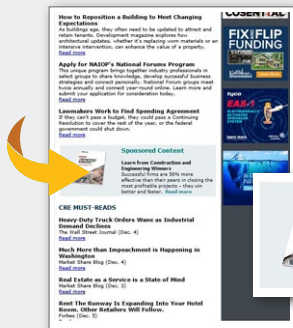 How to Reposition a Building to Meet Changing
Expectations
As buildings age, they often need to be updated to attract and
retain tenants. Development magazine explores how
architectural updates, whether it's replacing worn materials or an
intensive intervention, can enhance the value of a property.
Read more
Apply for NAIOP's National Forums Program
This unique program brings together industry professionals in
select groups to share knowledge, develop successful business
strategies and connect personally. National Forum groups meet
twice annually and connect year-round online. Learn more and
submit your application for consideration today.
Read more
Lawmakers Work to Find Spending Agreement
If they can't pass a budget, they could pass a Continuing
Resolution to cover the rest of the year, or the federal
government could shut down.
Read more
Sponsored Content
Learn from Construction and
Engineering Winners
Successful firms are 50% more
effective than their peers in closing the
most profitable projects – they win
better and faster. Read more
CRE MUST-READS
Heavy-Duty Truck Orders Wane as Industrial
Demand Declines
The Wall Street Journal (Dec. 4)
Read more
Much More than Impeachment is Happening in
Washington
Market Share Blog (Dec. 4)
Read more
Real Estate as a Service is a State of Mind
Market Share Blog (Dec. 3)
Read more
Rent The Runway Is Expanding Into Your Hotel
Room. Other Retailers Will Follow.
Forbes (Dec. 3)
COSENTIAL
FIX&FLIP
FUNDING
tyco
EAS-1